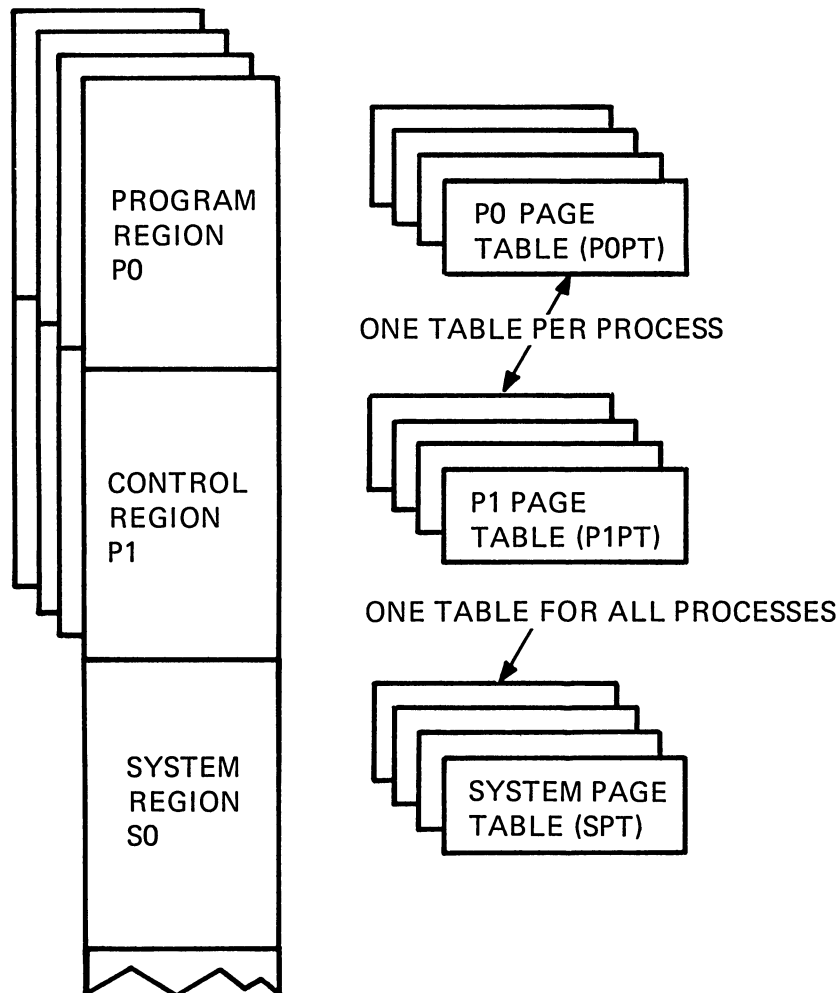 PROGRAM
REGION
P0
P0 PAGE
TABLE (P0PT)
ONE TABLE PER PROCESS
CONTROL
REGION
P1
P1 PAGE
TABLE (P1PT)
ONE TABLE FOR ALL PROCESSES
SYSTEM
REGION
S0
SYSTEM PAGE
TABLE (SPT)